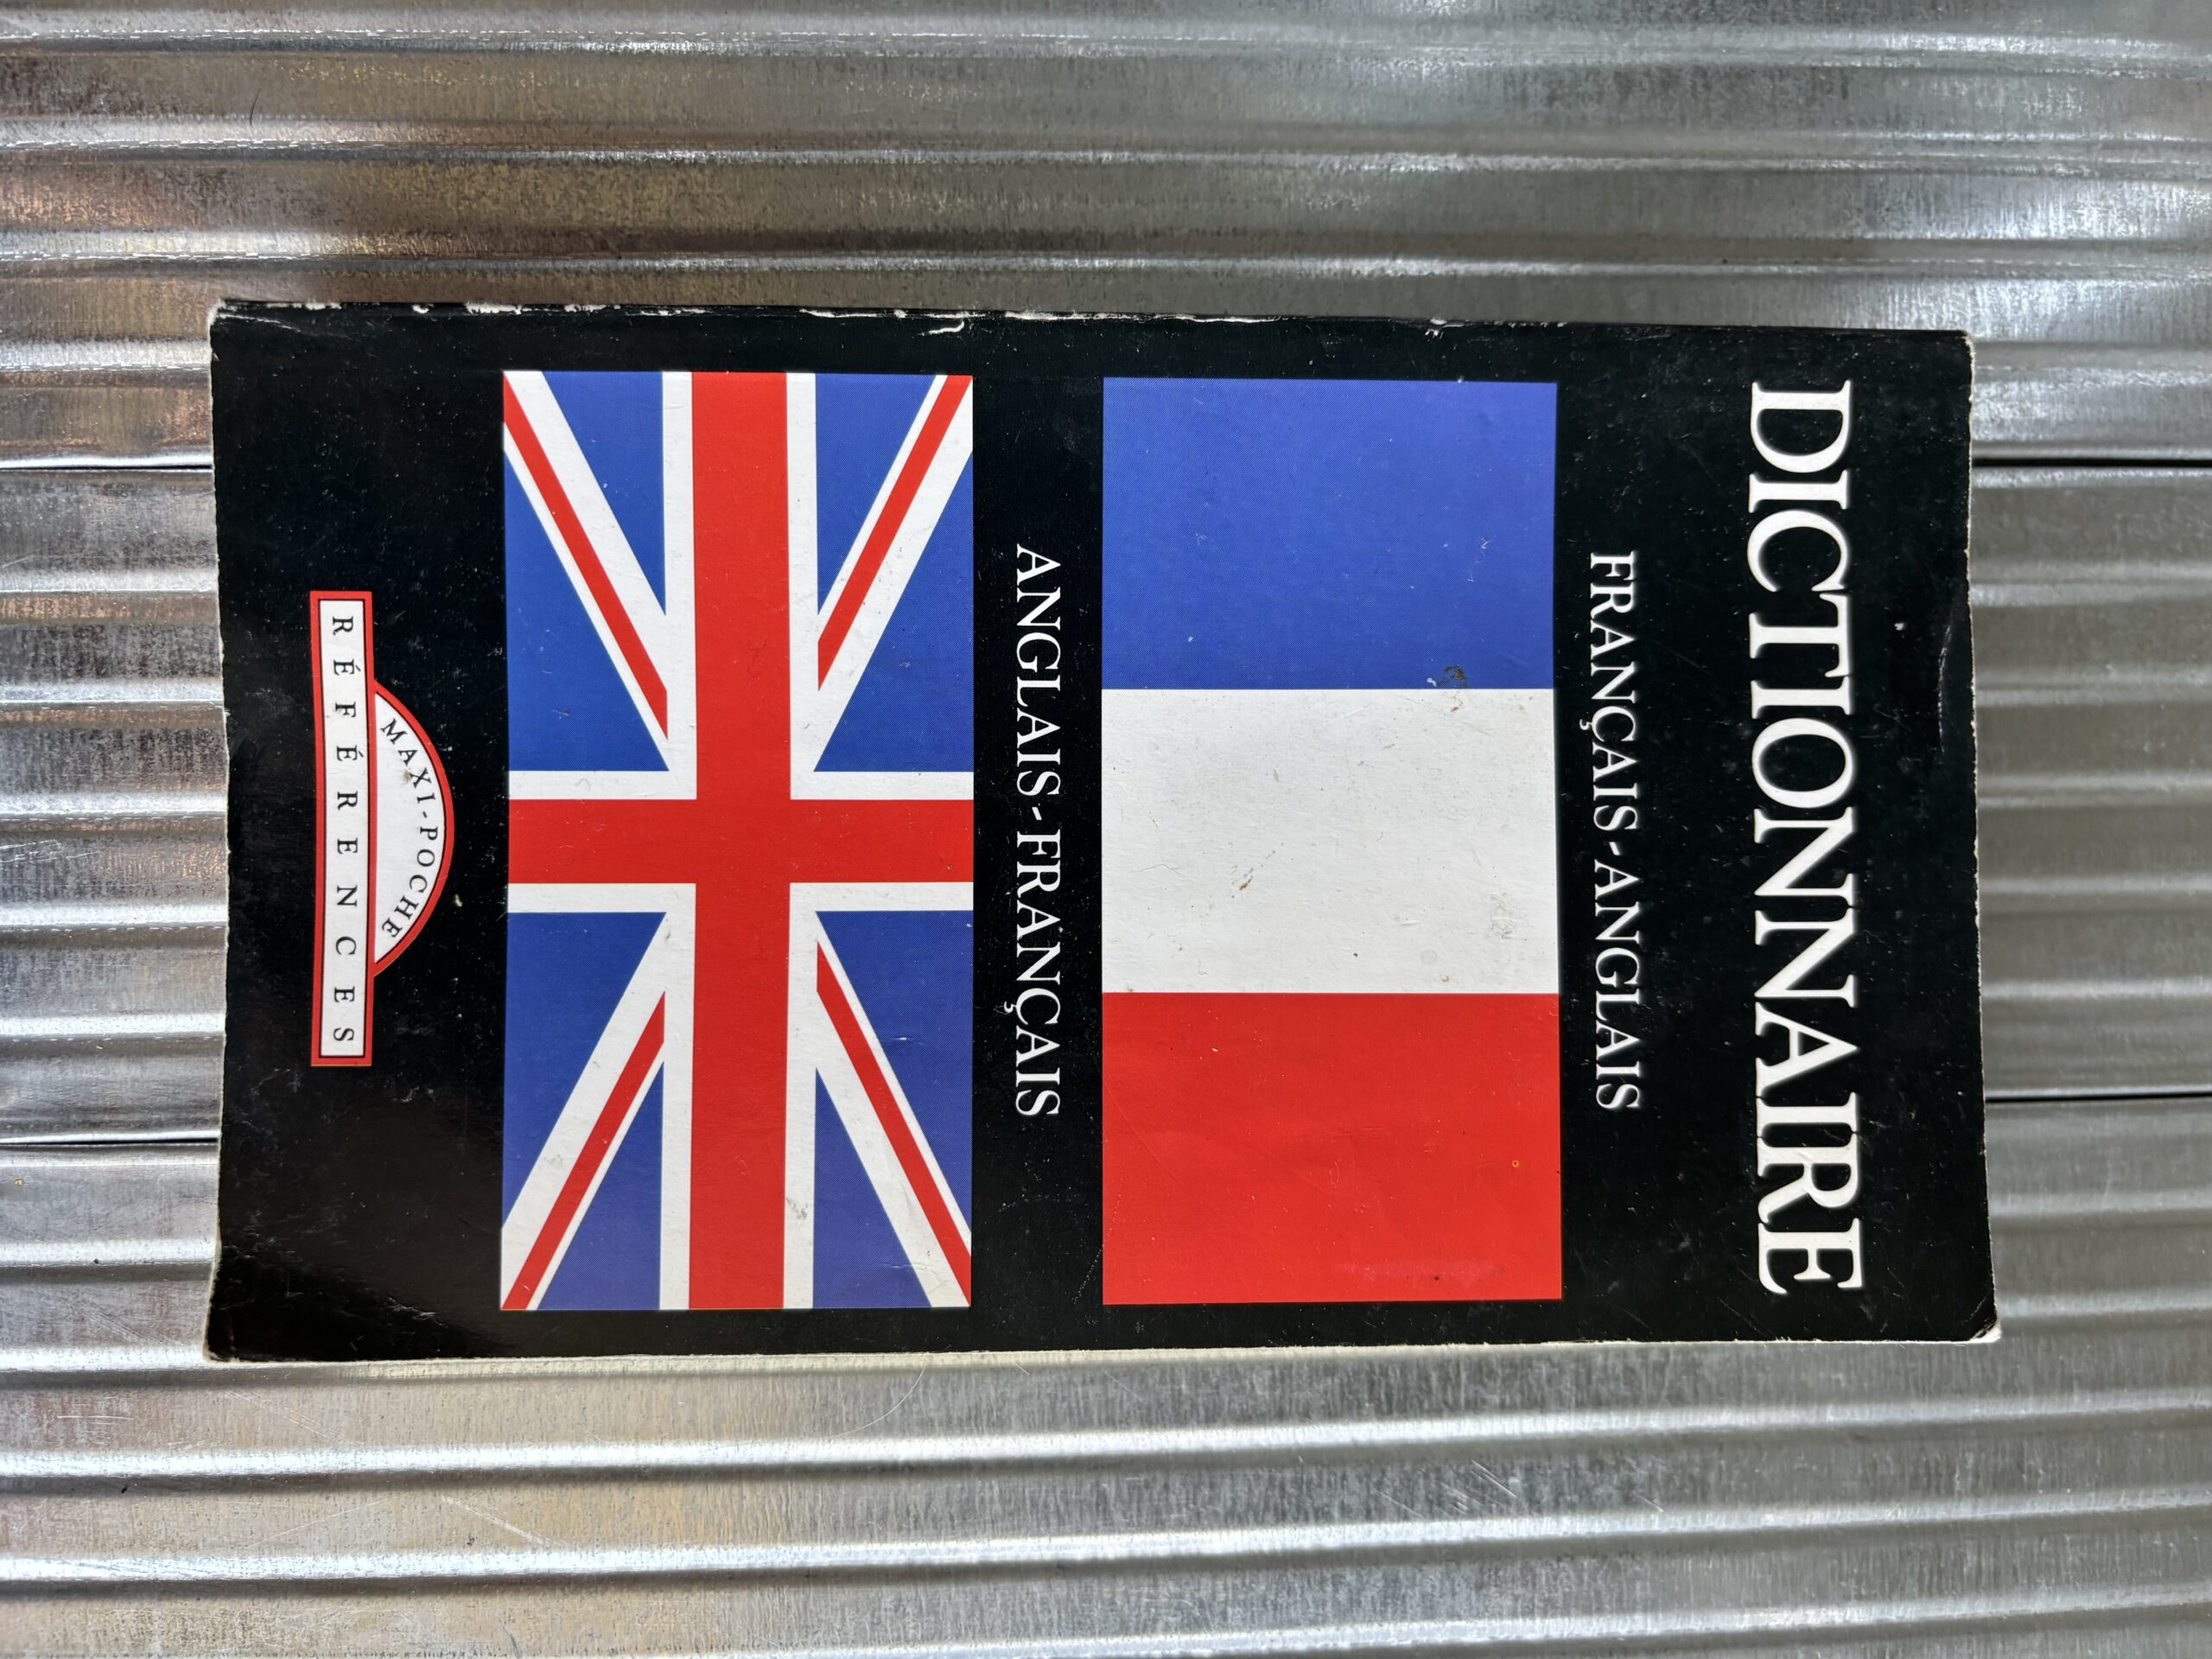 DICTIONNAIRE
FRANÇAIS-ANGLAIS
ANGLAIS-FRANÇAIS
MAXI-POCHE
RÉFÉRENCES